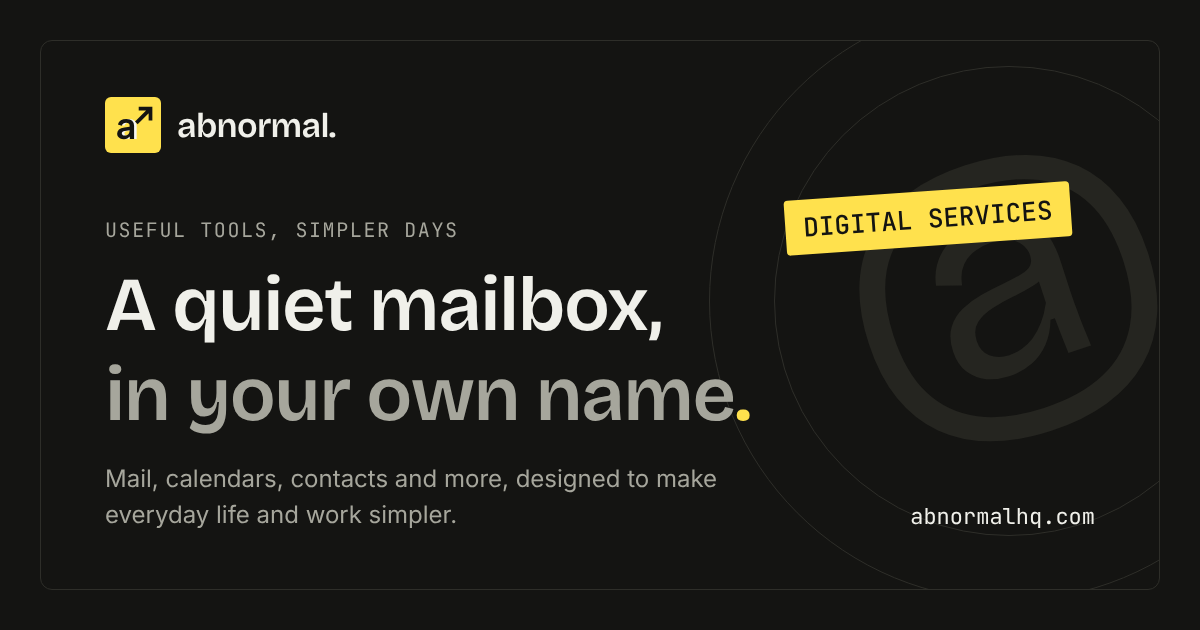 a
abnormal.
USEFUL TOOLS, SIMPLER DAYS
DIGITAL SERVICES
A quiet mailbox,
in your own name.
Mail, calendars, contacts and more, designed to make
everyday life and work simpler.
abnormalhq.com
@